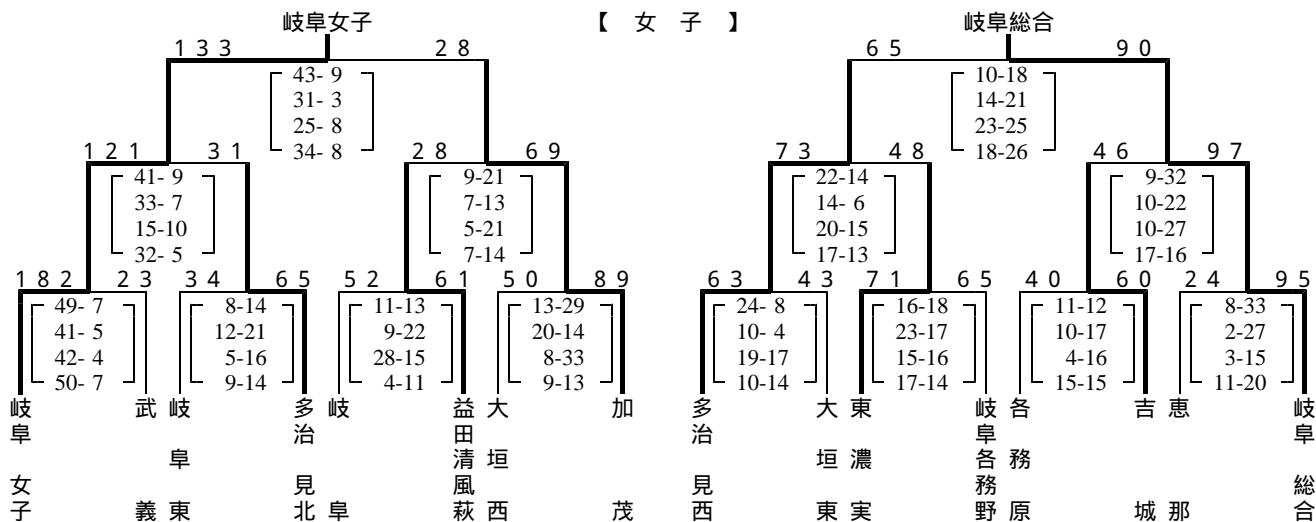 岐阜女子 【 女 子 】 岐阜総合
133 28 65 90
43- 9 10-18
31- 3 14-21
25- 8 23-25
34- 8 18-26
121 31 28 69 73 48 46 97
41- 9 9-21 22-14 9-32
33- 7 7-13 14- 6 10-22
15-10 5-21 20-15 10-27
32- 5 7-14 17-13 17-16
182 23 34 65 52 61 50 89 63 43 71 65 40 60 24 95
49- 7 8-14 11-13 13-29 24- 8 16-18 11-12 8-33
41- 5 12-21 9-22 20-14 10- 4 23-17 10-17 2-27
42- 4 5-16 28-15 8-33 19-17 15-16 4-16 3-15
50- 7 9-14 4-11 9-13 10-14 17-14 15-15 11-20
岐阜女子
武義
岐阜東
多治見北
岐阜
益田清風萩
大垣西
加茂
多治見西
大垣東
東濃実
岐阜各務野
各務原
吉城
恵那
岐阜総合